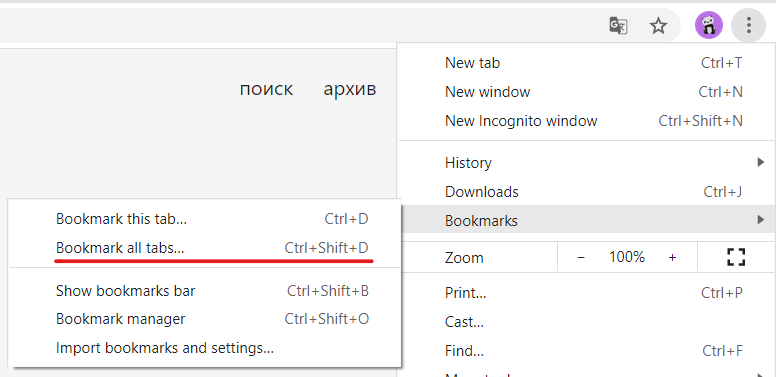 поиск архив
New tab Ctrl+T
New window Ctrl+N
New Incognito window Ctrl+Shift+N
History
Downloads Ctrl+J
Bookmarks
Bookmark this tab... Ctrl+D
Bookmark all tabs... Ctrl+Shift+D
Show bookmarks bar Ctrl+Shift+B
Bookmark manager Ctrl+Shift+O
Import bookmarks and settings...
Zoom − 100% +
Print... Ctrl+P
Cast...
Find... Ctrl+F